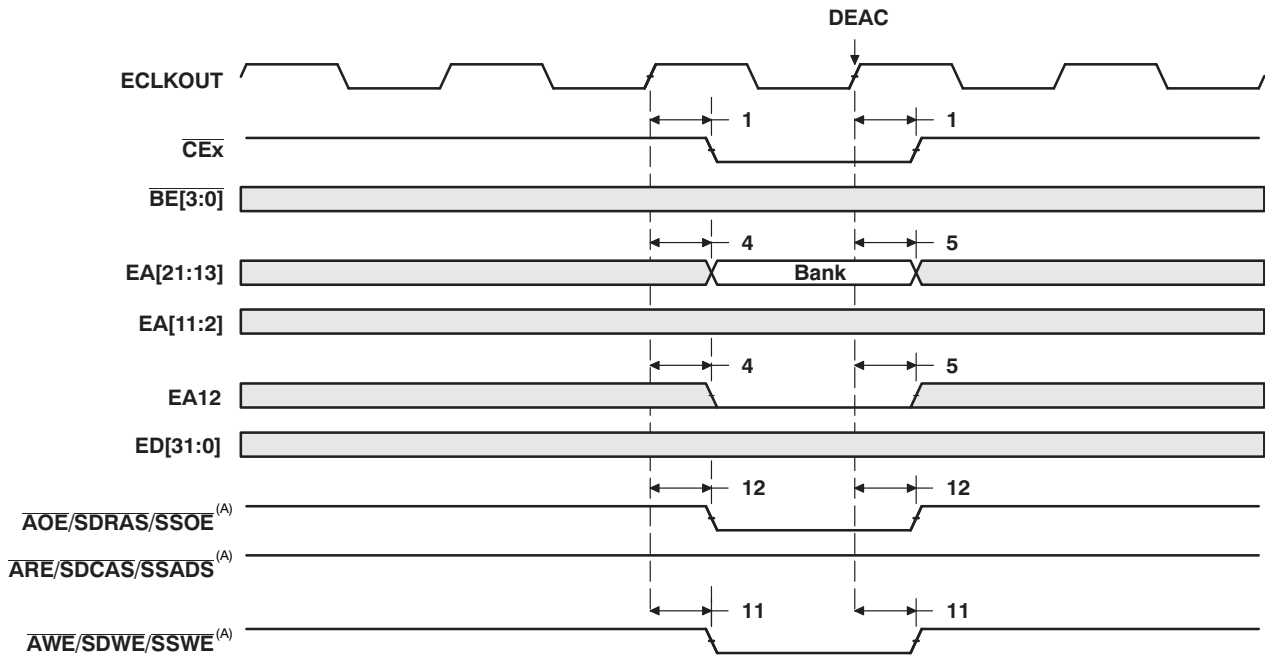 DEAC
ECLKOUT
1 1
CEx
BE[3:0]
4 5
EA[21:13] Bank
EA[11:2]
4 5
EA12
ED[31:0]
12 12
AOE/SDRAS/SSOE(A)
ARE/SDCAS/SSADS(A)
11 11
AWE/SDWE/SSWE(A)